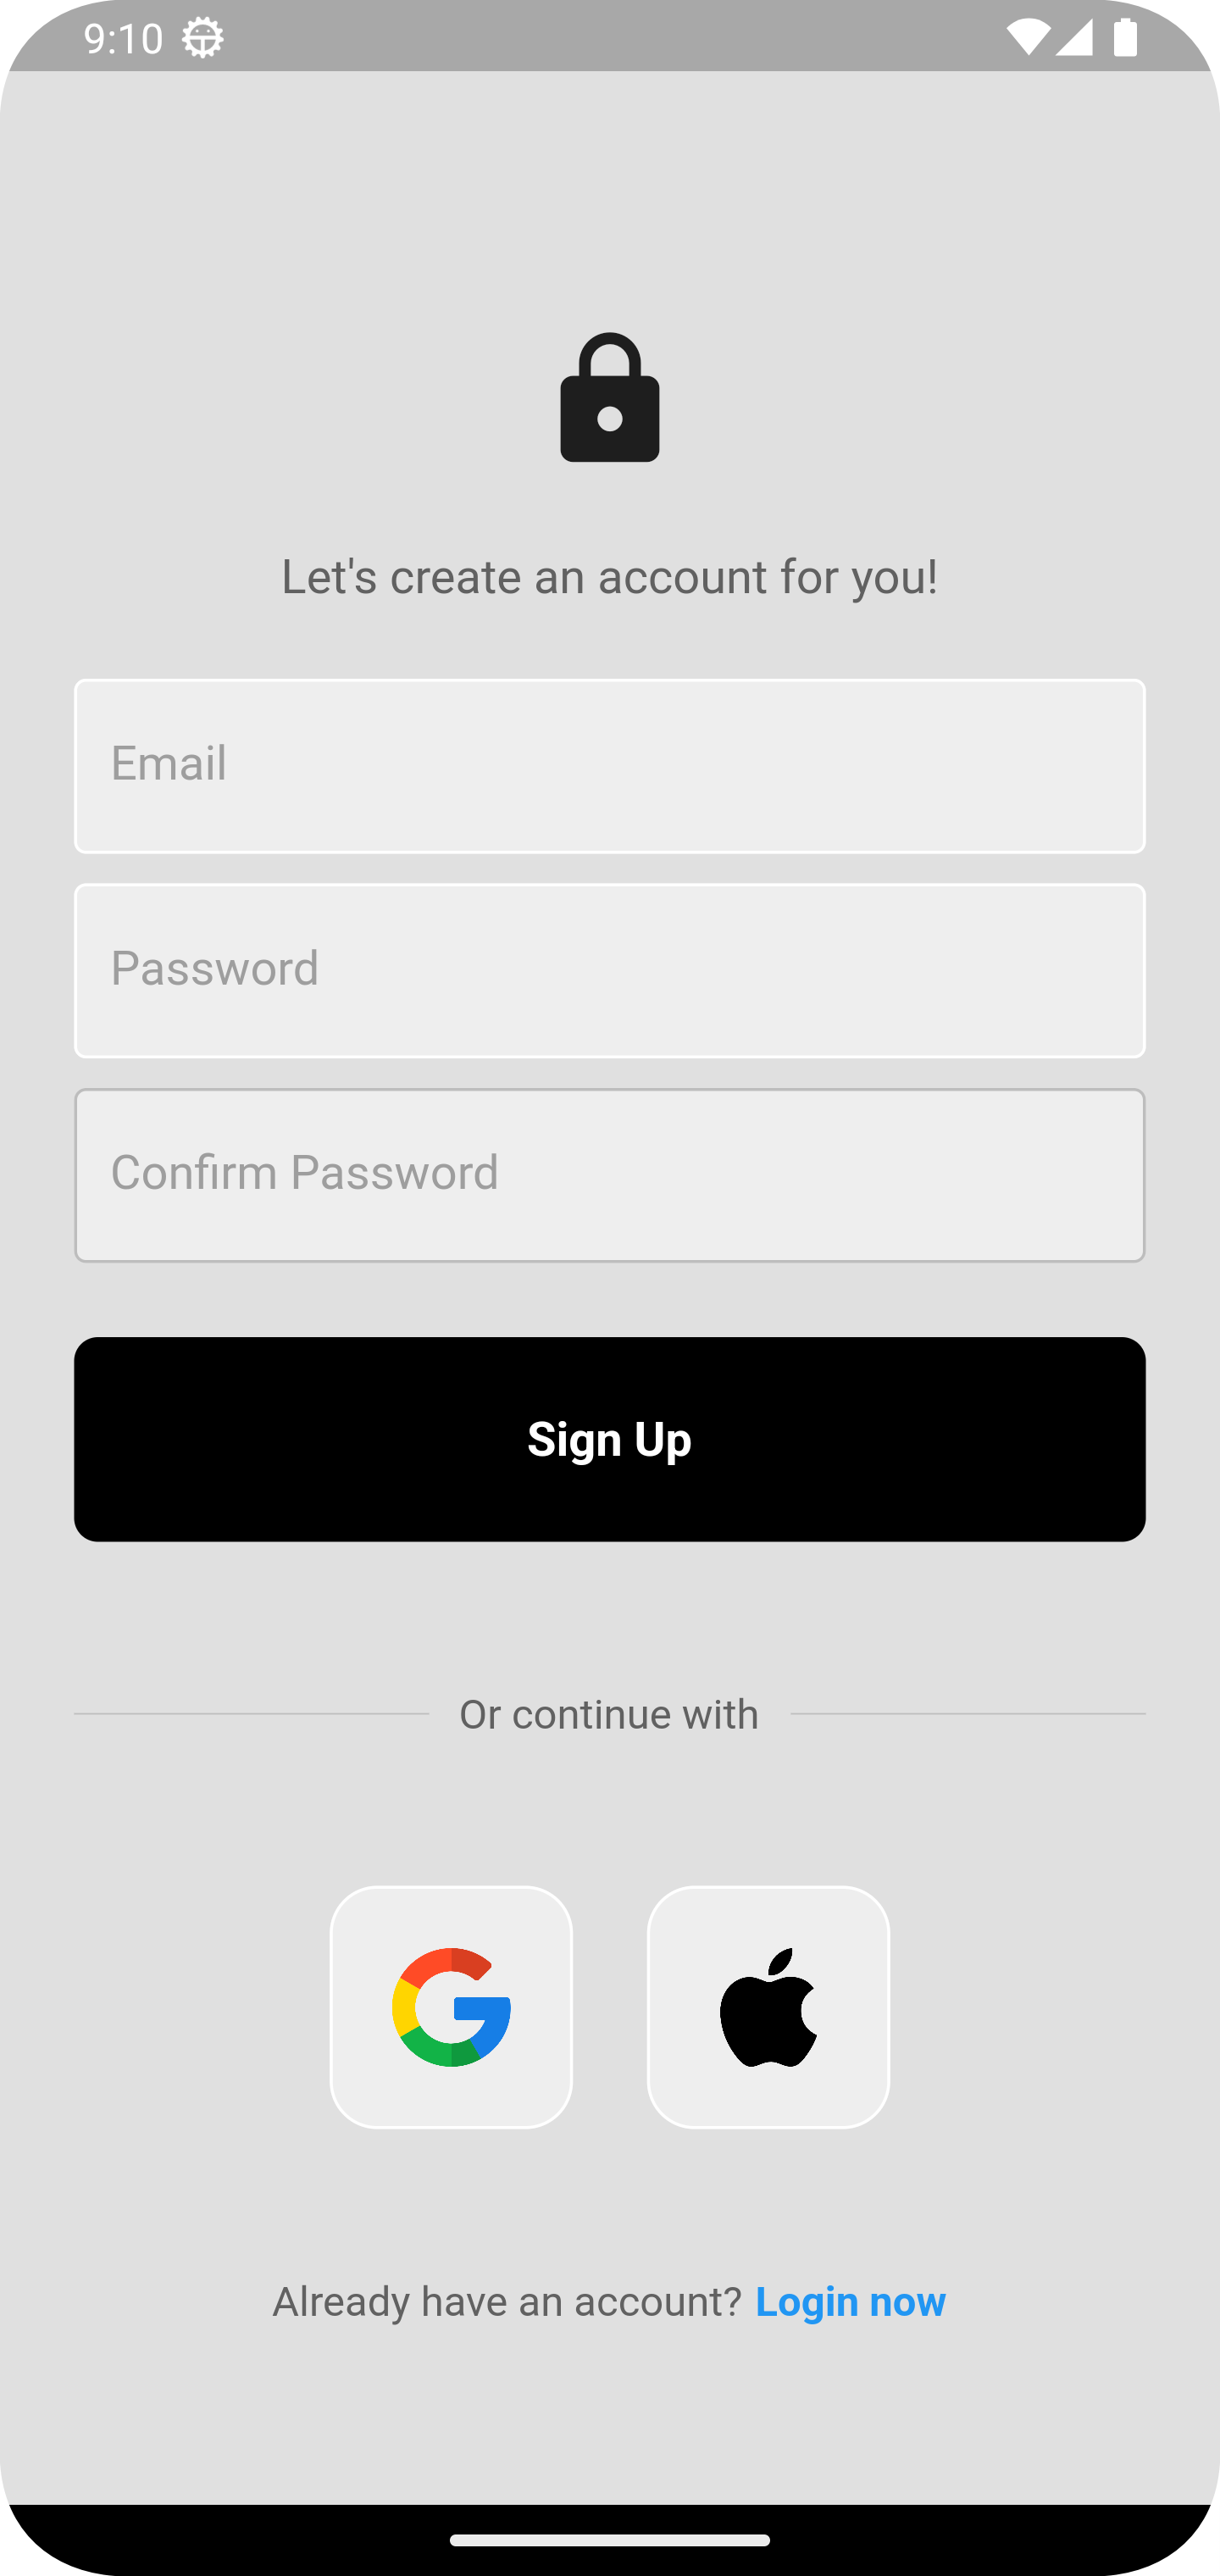 9:10
Let's create an account for you!
Email
Password
Confirm Password
Sign Up
Or continue with
Already have an account? Login now